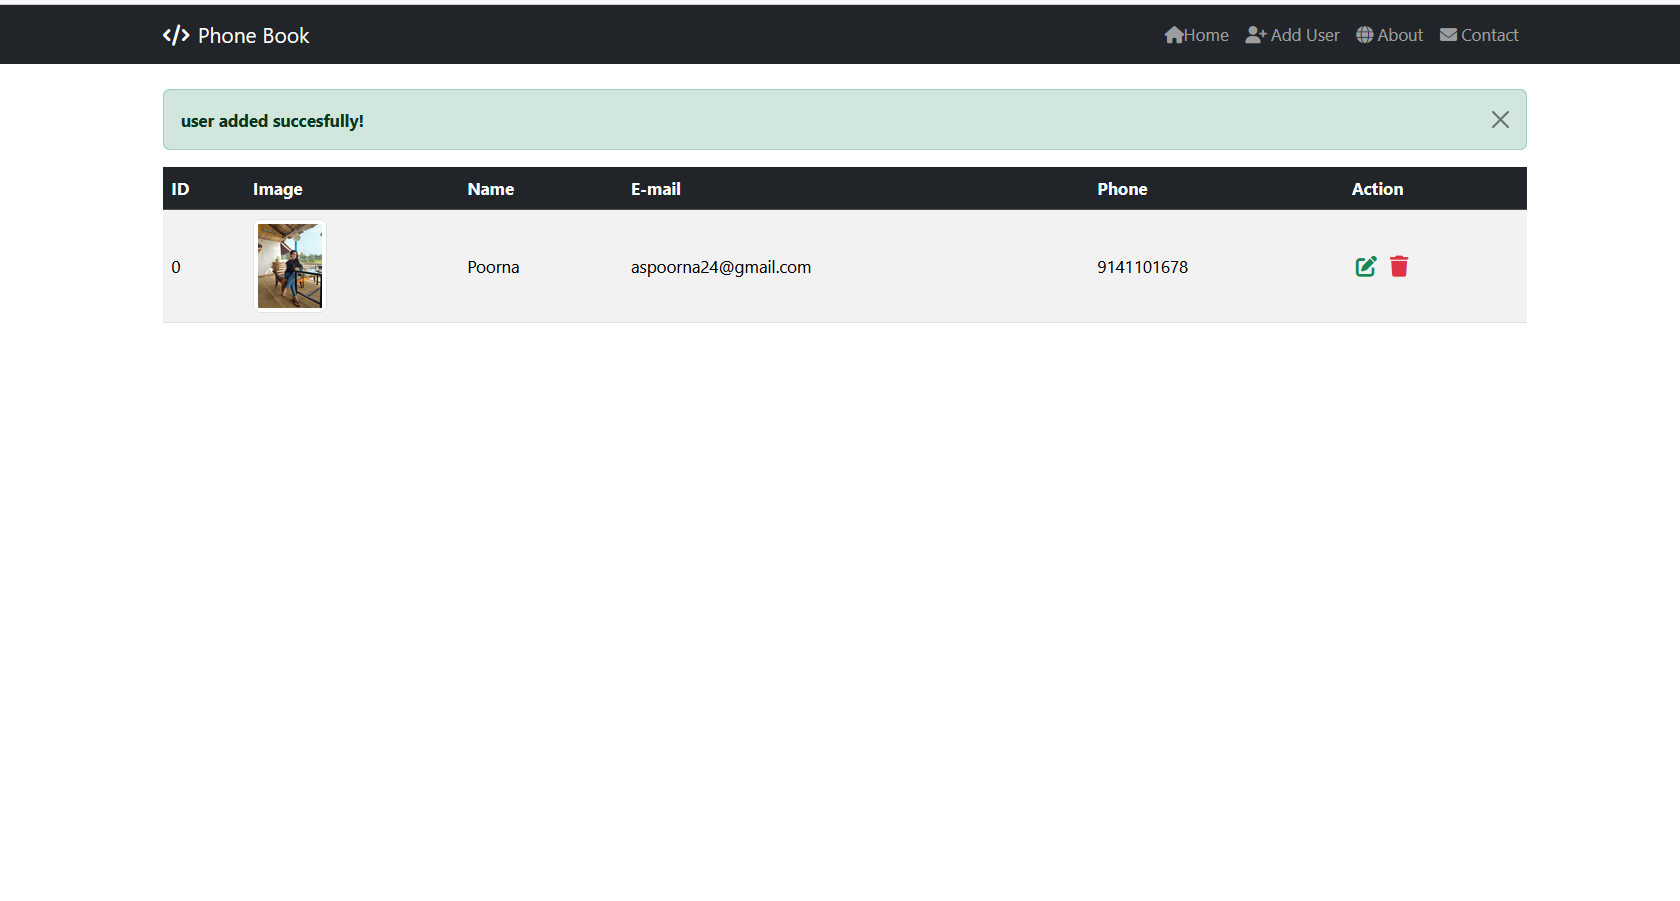 Phone Book
Home Add User About Contact
user added succesfully!
ID Image Name E-mail Phone Action
0 Poorna aspoorna24@gmail.com 9141101678